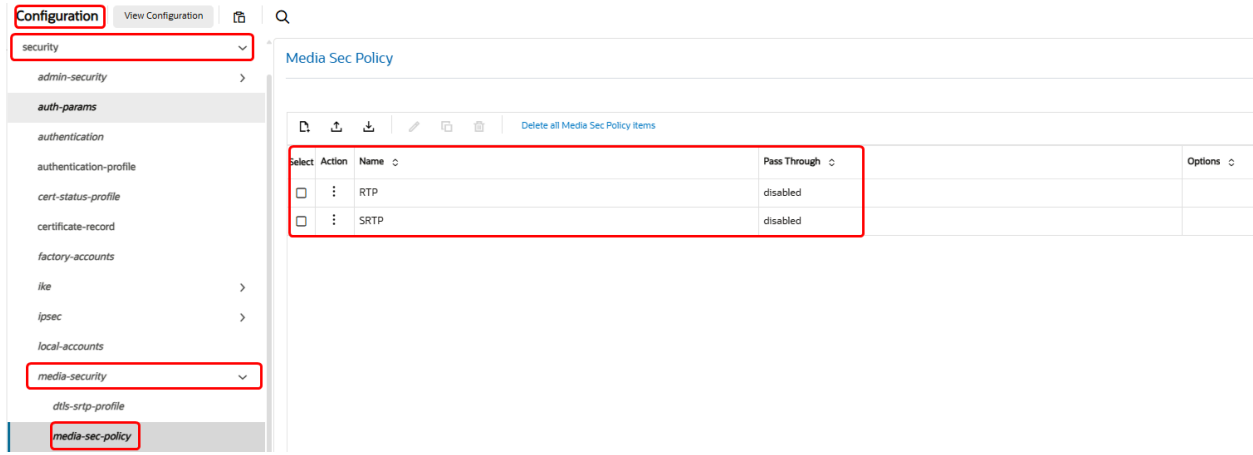 Configuration View Configuration
security
admin-security
auth-params
authentication
authentication-profile
cert-status-profile
certificate-record
factory-accounts
ike
ipsec
local-accounts
media-security
dtls-srtp-profile
media-sec-policy
Media Sec Policy
Delete all Media Sec Policy items
Select Action Name Pass Through Options
RTP disabled
SRTP disabled